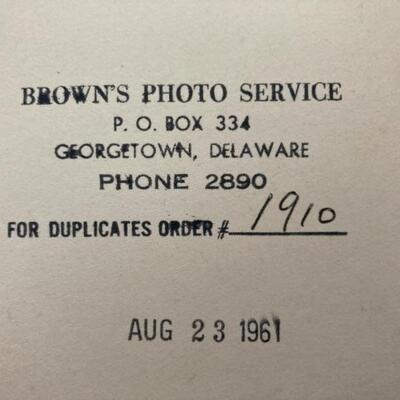 BROWN'S PHOTO SERVICE
P. O. BOX 334
GEORGETOWN, DELAWARE
PHONE 2890
FOR DUPLICATES ORDER # 1910
AUG 23 1961